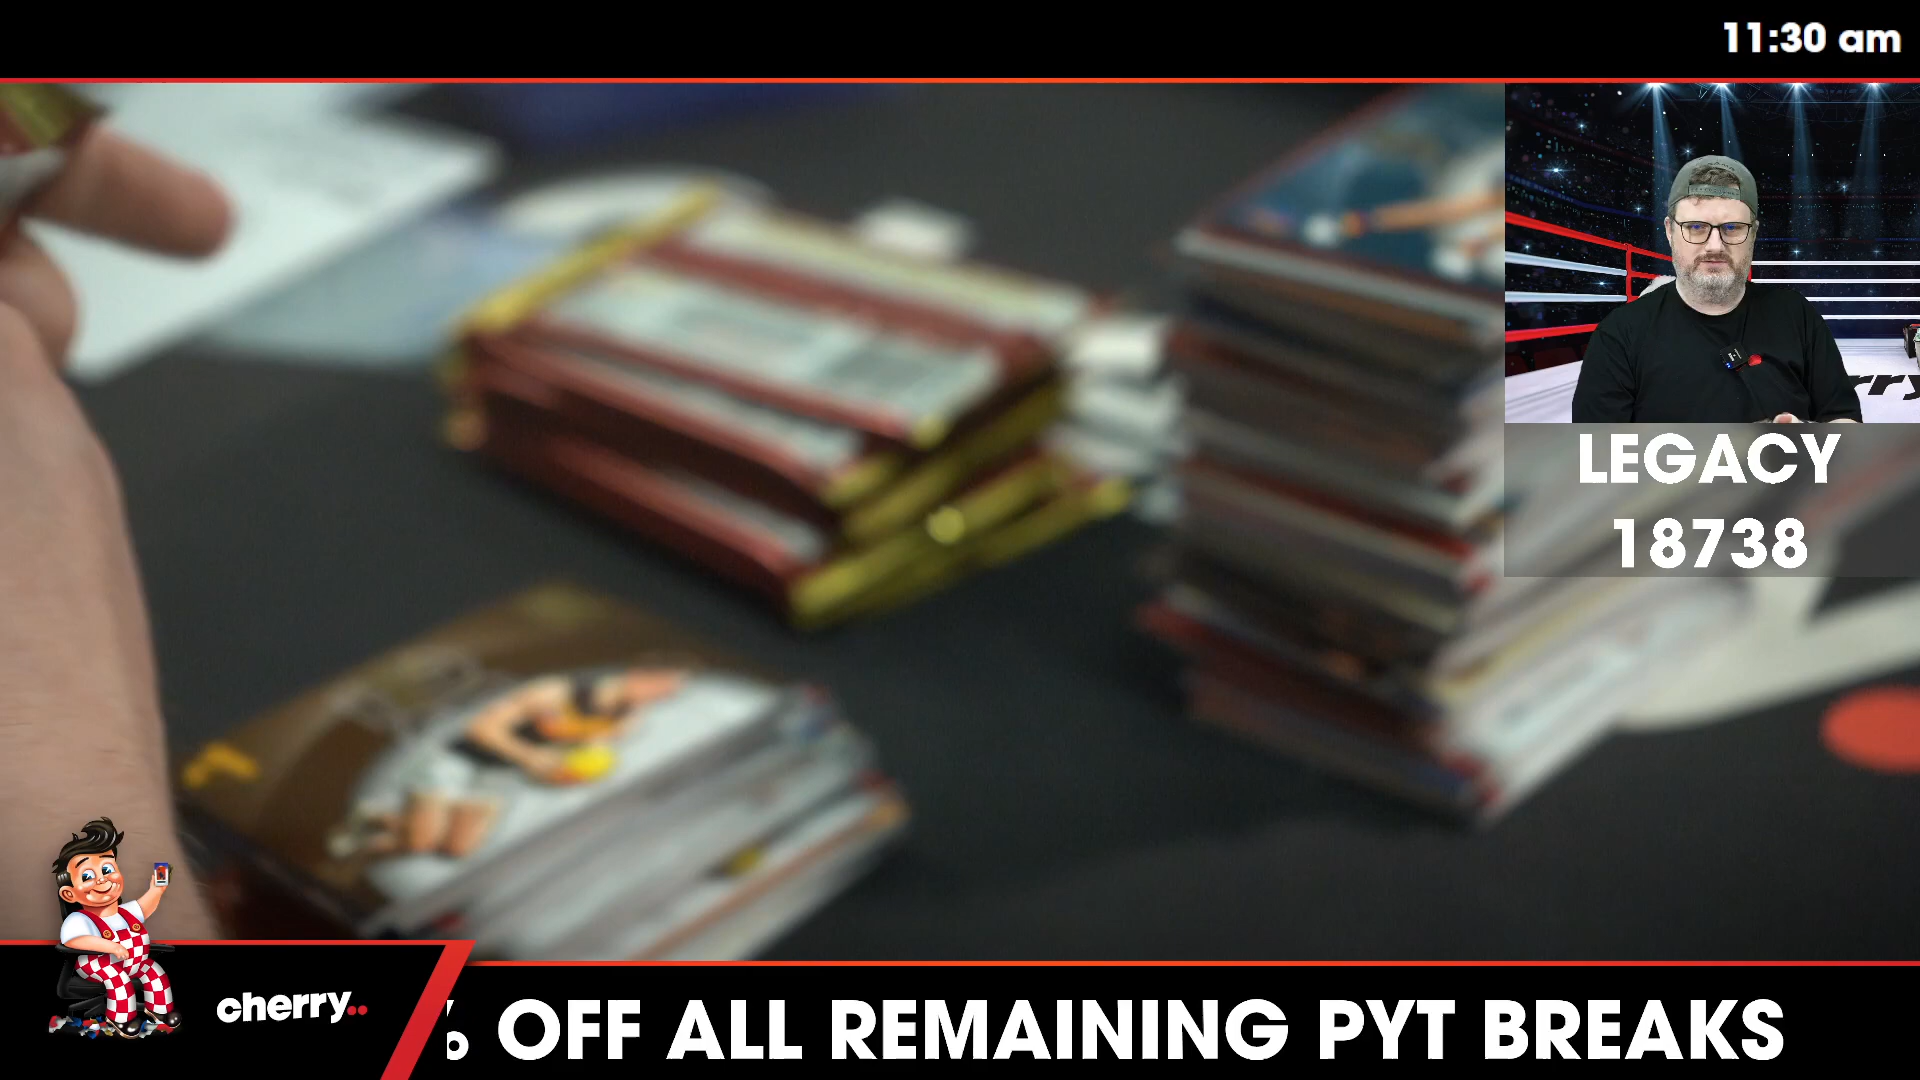 11:30 am
LEGACY
18738
cherry..
% OFF ALL REMAINING PYT BREAKS